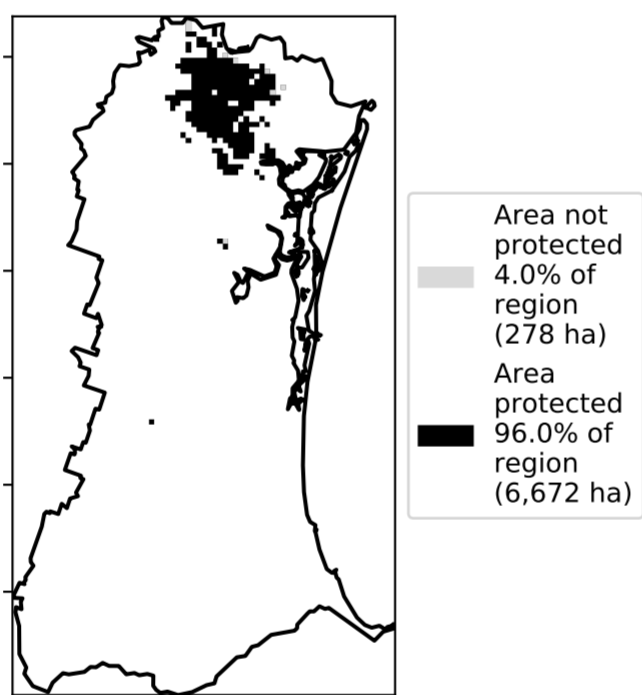 Area not
protected
4.0% of
region
(278 ha)
Area
protected
96.0% of
region
(6,672 ha)